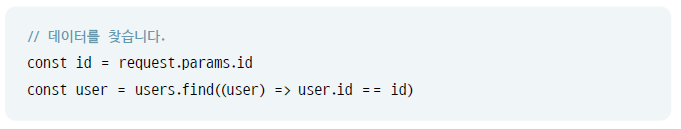 // 데이터를 찾습니다.
const id = request.params.id
const user = users.find((user) => user.id == id)